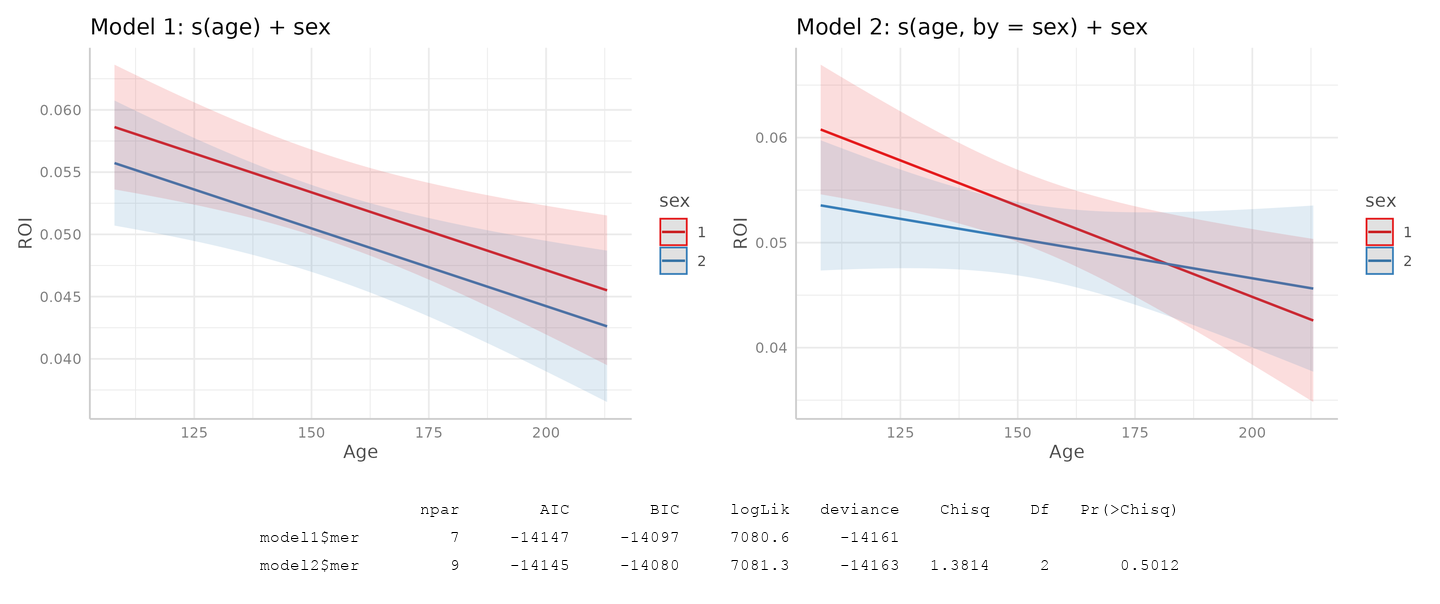 Model 1: s(age) + sex
0.060
0.055
0.050
0.045
0.040
ROI
125 150 175 200
Age
sex
1
2
Model 2: s(age, by = sex) + sex
0.06
0.05
0.04
ROI
125 150 175 200
Age
sex
1
2
npar AIC BIC logLik deviance Chisq Df Pr(>Chisq)
model1$mer 7 -14147 -14097 7080.6 -14161
model2$mer 9 -14145 -14080 7081.3 -14163 1.3814 2 0.5012